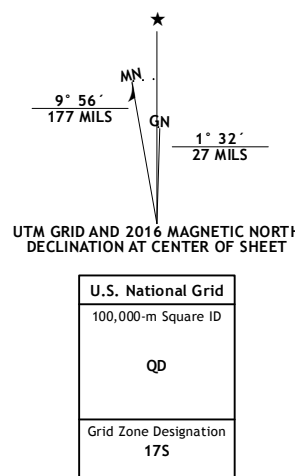 ★
MN
9° 56´
177 MILS
GN
1° 32´
27 MILS
UTM GRID AND 2016 MAGNETIC NORTH
DECLINATION AT CENTER OF SHEET
U.S. National Grid
100,000-m Square ID
QD
Grid Zone Designation
17S